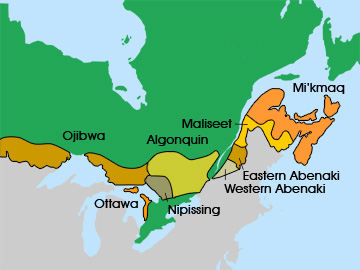 Mi'kmaq
Maliseet
Ojibwa
Algonquin
Eastern Abenaki
Western Abenaki
Ottawa
Nipissing